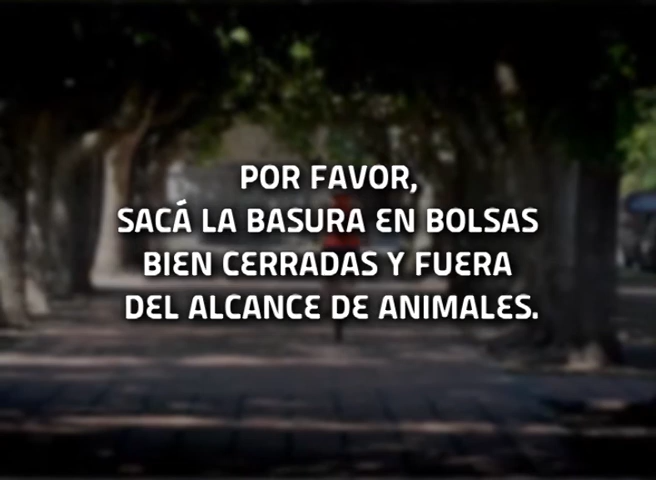 POR FAVOR,
SACÁ LA BASURA EN BOLSAS
BIEN CERRADAS Y FUERA
DEL ALCANCE DE ANIMALES.